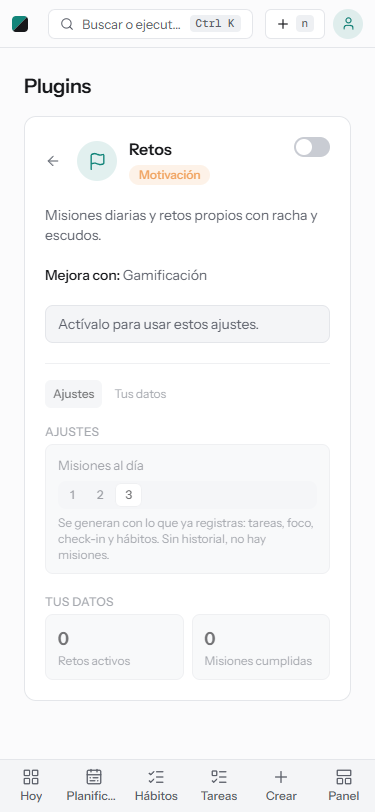 Buscar o ejecut... Ctrl K
n
Plugins
Retos
Motivación
Misiones diarias y retos propios con racha y
escudos.
Mejora con: Gamificación
Actívalo para usar estos ajustes.
Ajustes Tus datos
AJUSTES
Misiones al día
1 2 3
Se generan con lo que ya registras: tareas, foco,
check-in y hábitos. Sin historial, no hay
misiones.
TUS DATOS
0 0
Retos activos Misiones cumplidas
Hoy Planific... Hábitos Tareas Crear Panel